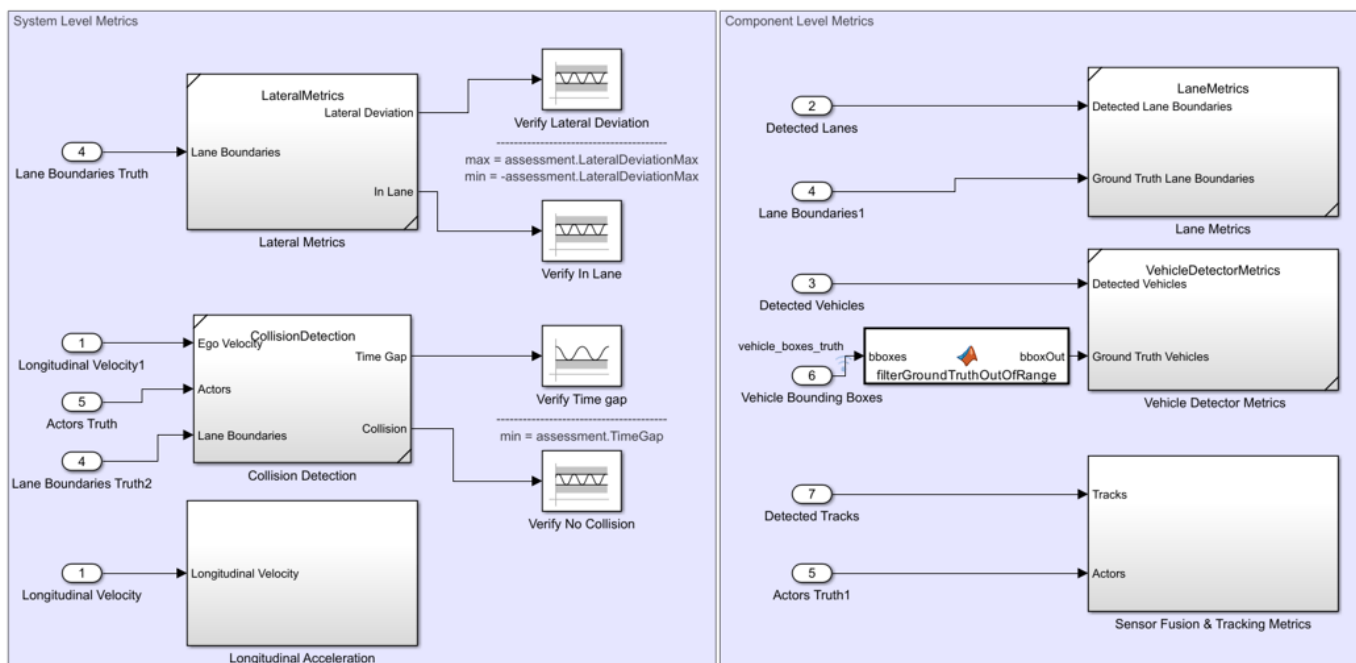 System Level Metrics
LateralMetrics
Lateral Deviation
Lane Boundaries
In Lane
Lateral Metrics
4
Lane Boundaries Truth
Verify Lateral Deviation
--------------------------------------------
max = assessment.LateralDeviationMax
min = -assessment.LateralDeviationMax
Verify In Lane
1
Longitudinal Velocity1
5
Actors Truth
4
Lane Boundaries Truth2
CollisionDetection
Ego Velocity
Time Gap
Actors
Collision
Lane Boundaries
Collision Detection
Verify Time gap
--------------------------------------------
min = assessment.TimeGap
Verify No Collision
1
Longitudinal Velocity
Longitudinal Velocity
Longitudinal Acceleration
Component Level Metrics
2
Detected Lanes
4
Lane Boundaries1
LaneMetrics
Detected Lane Boundaries
Ground Truth Lane Boundaries
Lane Metrics
3
Detected Vehicles
vehicle_boxes_truth
6
Vehicle Bounding Boxes
bboxes
bboxOut
filterGroundTruthOutOfRange
VehicleDetectorMetrics
Detected Vehicles
Ground Truth Vehicles
Vehicle Detector Metrics
7
Detected Tracks
5
Actors Truth1
Tracks
Actors
Sensor Fusion & Tracking Metrics